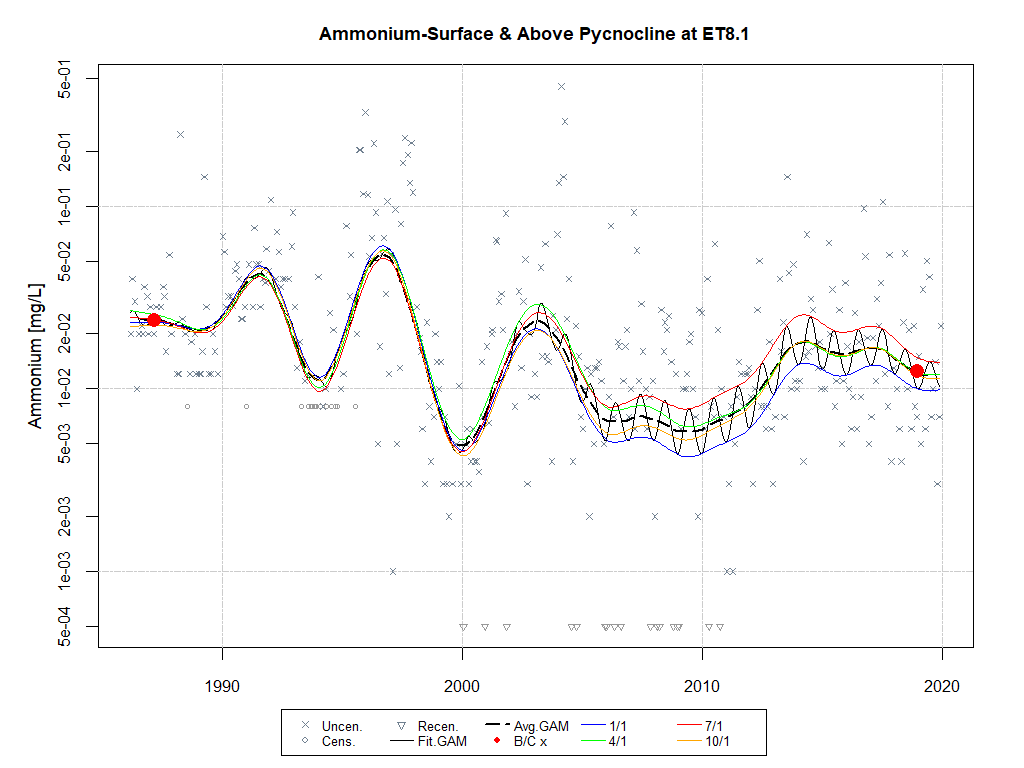 Ammonium-Surface & Above Pycnocline at ET8.1
Ammonium [mg/L]
5e-01
2e-01
1e-01
5e-02
2e-02
1e-02
5e-03
2e-03
1e-03
5e-04
1990 2000 2010 2020
Uncen. Recen. Avg.GAM 1/1 7/1
Cens. Fit.GAM B/C x 4/1 10/1